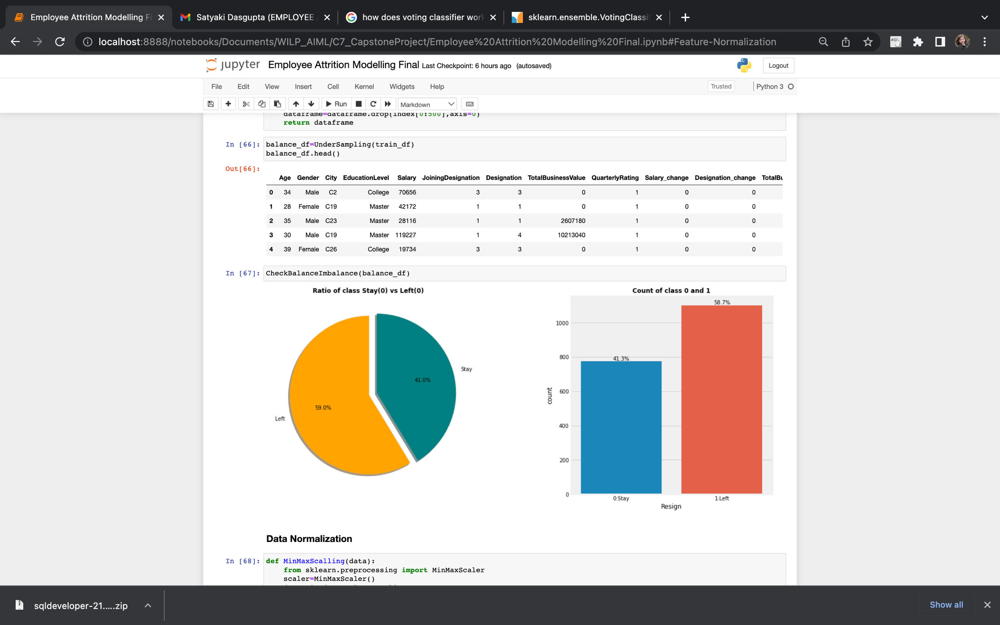 Employee Attrition Modelling Fi
Satyaki Dasgupta (EMPLOYEE A
how does voting classifier work
sklearn.ensemble.VotingClassif
localhost:8888/notebooks/Documents/WILP_AIML/C7_CapstoneProject/Employee%20Attrition%20Modelling%20Final.ipynb#Feature-Normalization
jupyter Employee Attrition Modelling Final Last Checkpoint: 6 hours ago (autosaved)
Logout
File Edit View Insert Cell Kernel Widgets Help
Trusted Python 3
Run Markdown
dataframe=dataframe.drop(index[0:500],axis=0)
return dataframe
In [66]: balance_df=UnderSampling(train_df)
balance_df.head()
Out[66]:
Age Gender City EducationLevel Salary JoiningDesignation Designation TotalBusinessValue QuarterlyRating Salary_change Designation_change TotalBu
0 34 Male C2 College 70656 3 3 0 1 0 0
1 28 Female C19 Master 42172 1 1 0 1 0 0
2 35 Male C23 Master 28116 1 1 2607180 1 0 0
3 30 Male C19 Master 119227 1 4 10213040 1 0 0
4 39 Female C26 College 19734 3 3 0 1 0 0
In [67]: CheckBalanceImbalance(balance_df)
Ratio of class Stay(0) vs Left(0)
Stay
41.0%
59.0%
Left
Count of class 0 and 1
58.7%
41.3%
1000
800
600
400
200
0
count
0:Stay 1:Left
Resign
Data Normalization
In [68]: def MinMaxScalling(data):
from sklearn.preprocessing import MinMaxScaler
scaler=MinMaxScaler()
sqldeveloper-21.....zip
Show all